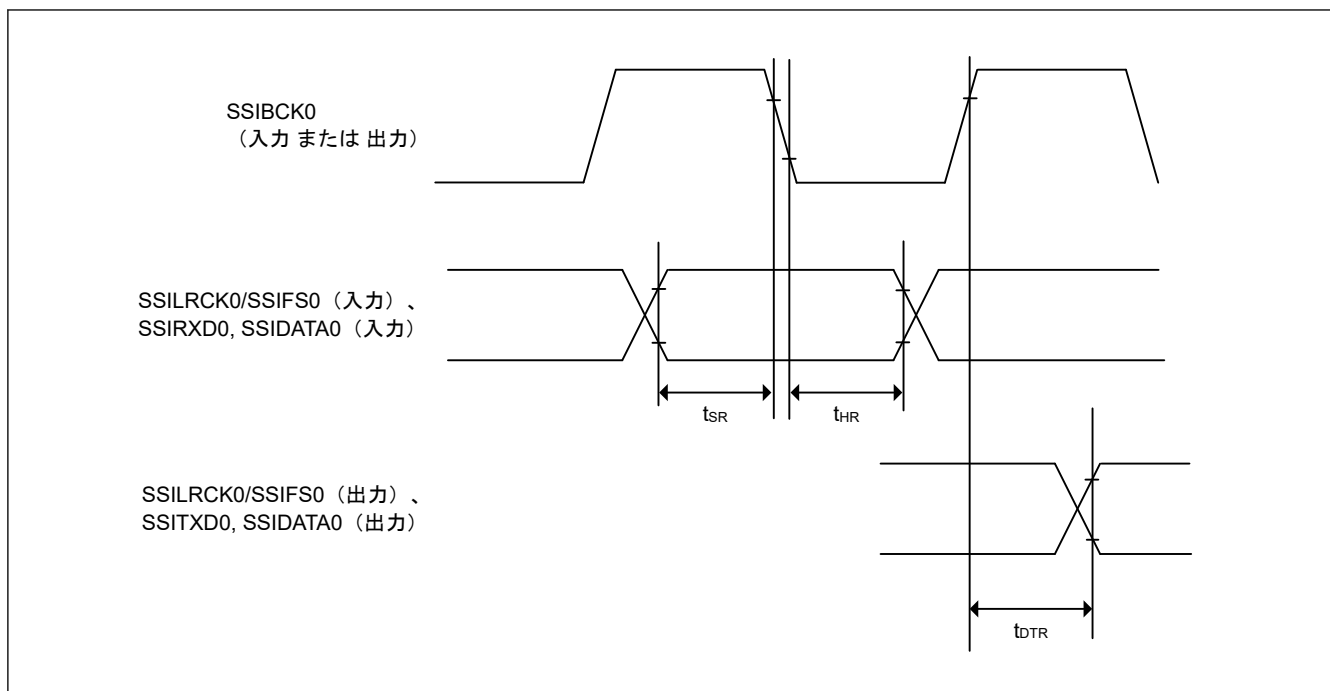 SSIBCK0
（入力 または 出力）
SSILRCK0/SSIFS0（入力）、
SSIRXD0, SSIDATA0（入力）
tSR
tHR
SSILRCK0/SSIFS0（出力）、
SSITXD0, SSIDATA0（出力）
tDTR